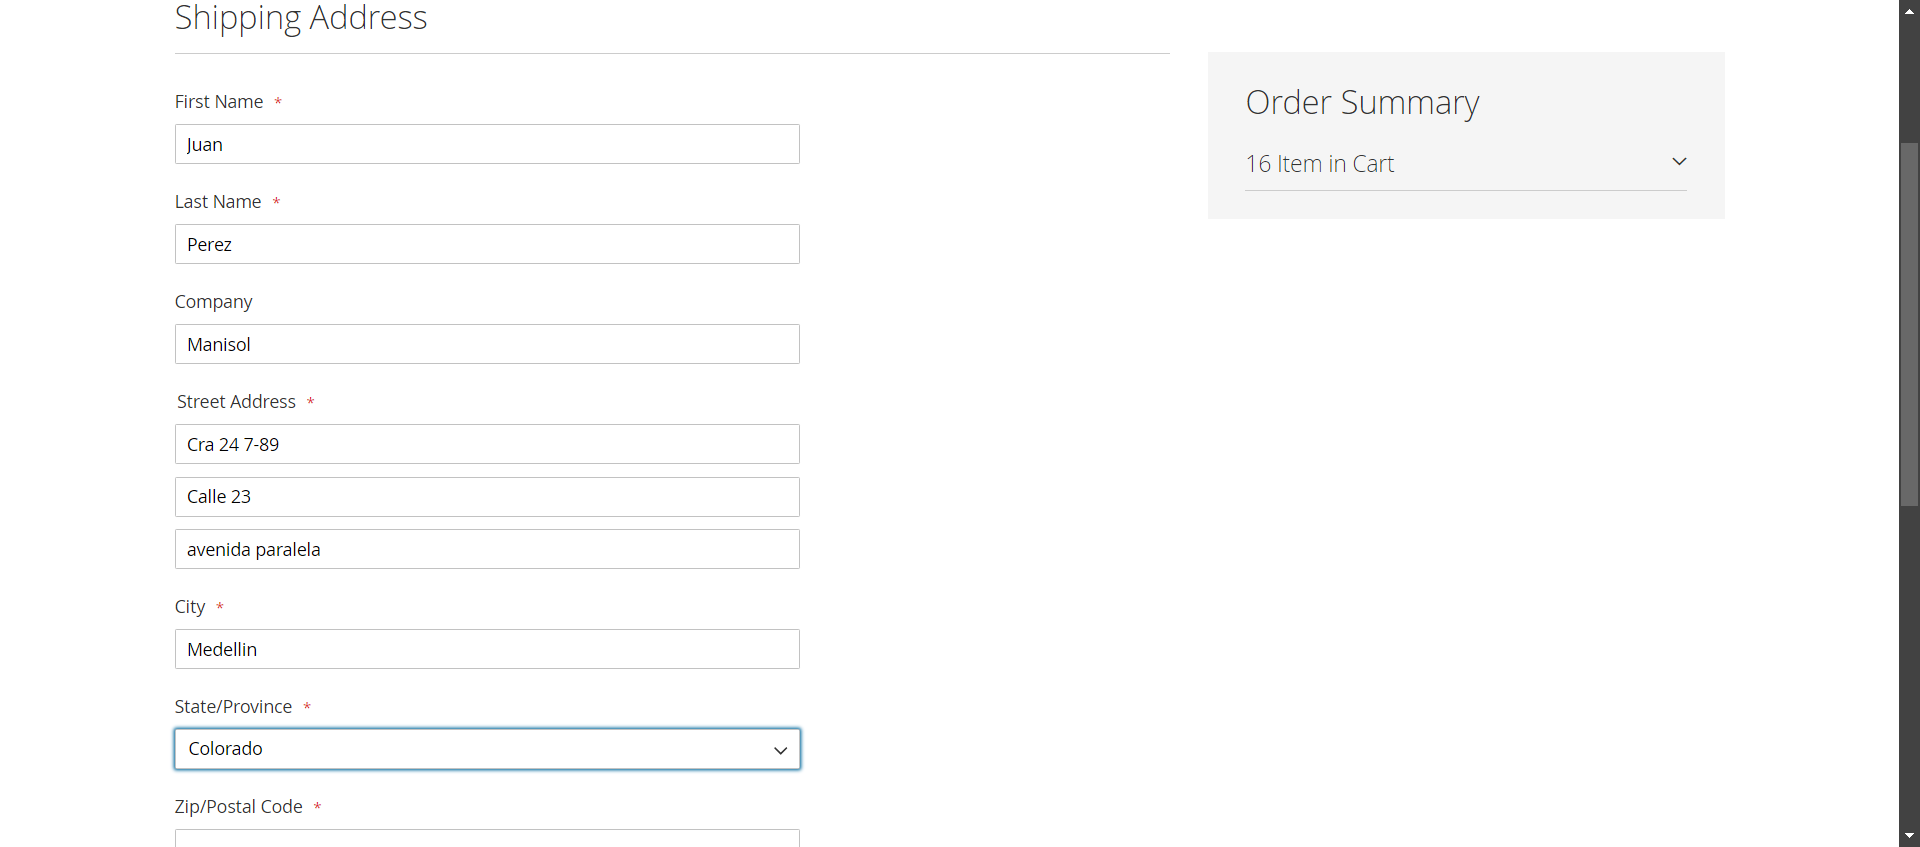 Shipping Address
First Name *
Juan
Last Name *
Perez
Company
Manisol
Street Address *
Cra 24 7-89
Calle 23
avenida paralela
City *
Medellin
State/Province *
Colorado
Zip/Postal Code *
Order Summary
16 Item in Cart